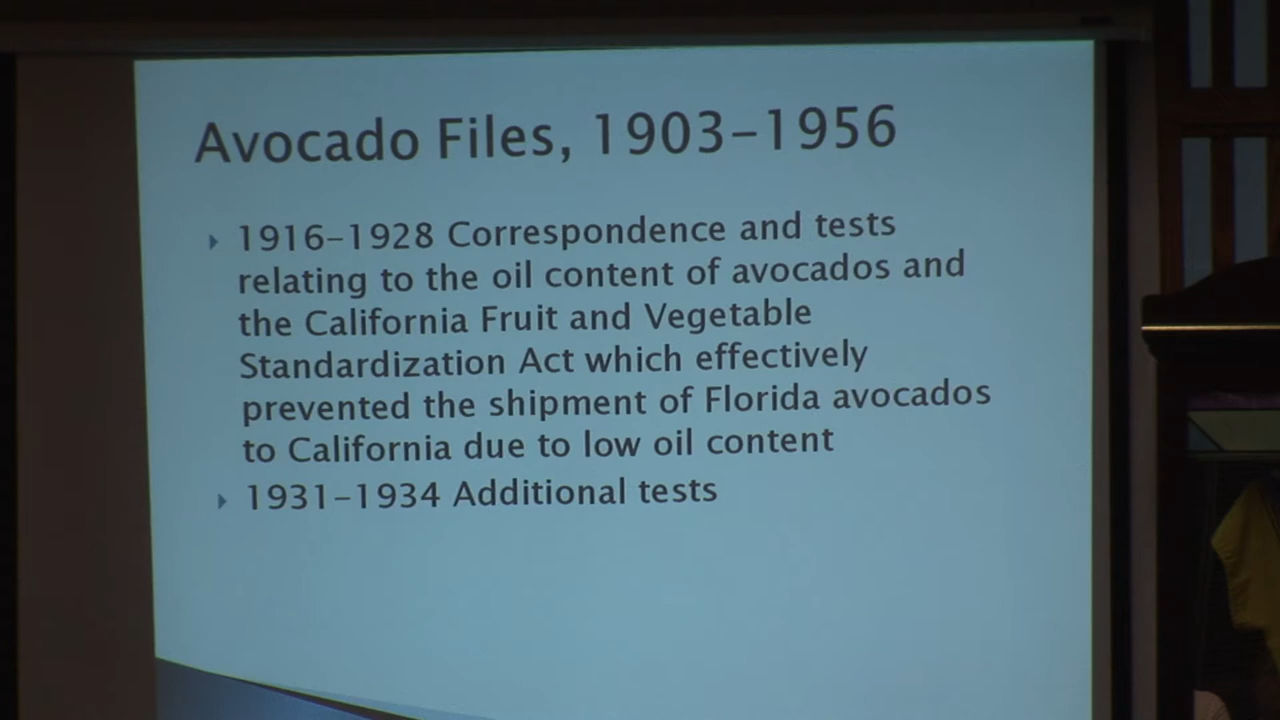 Avocado Files, 1903–1956
1916–1928 Correspondence and tests
relating to the oil content of avocados and
the California Fruit and Vegetable
Standardization Act which effectively
prevented the shipment of Florida avocados
to California due to low oil content
1931–1934 Additional tests